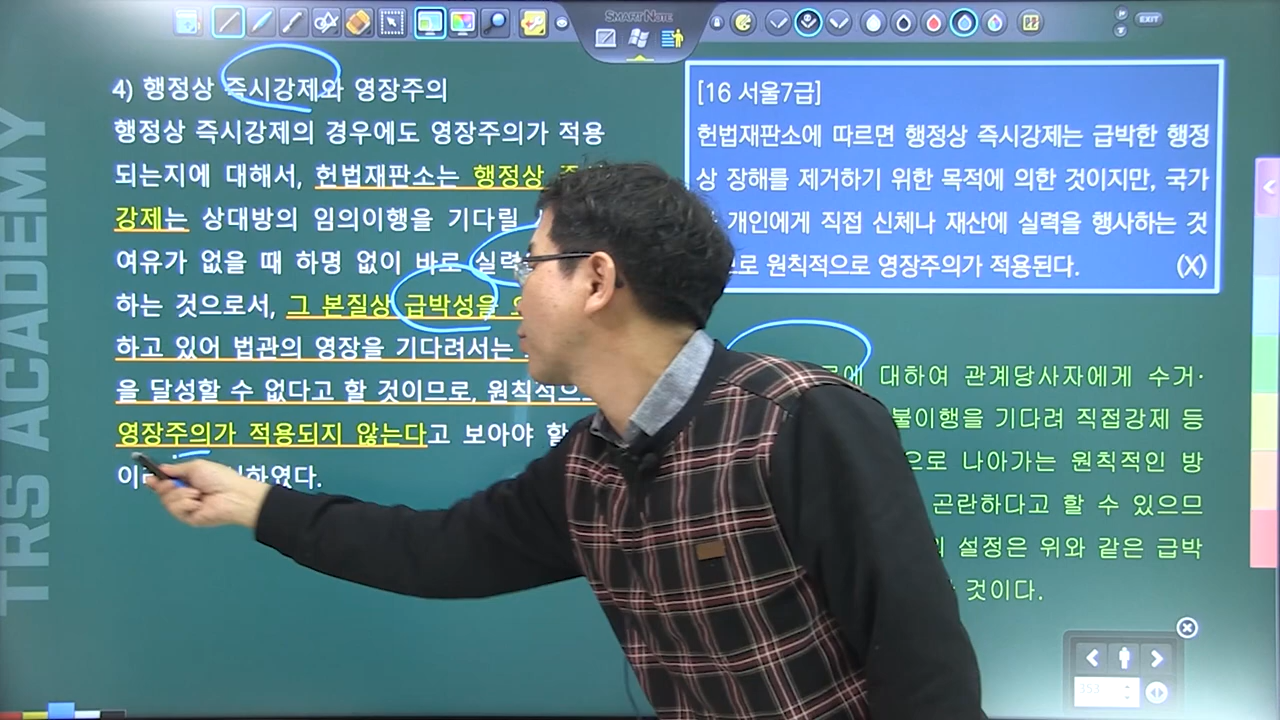 SMART NOTE
EXIT
TRS ACADEMY
4) 행정상 즉시강제와 영장주의
행정상 즉시강제의 경우에도 영장주의가 적용
되는지에 대해서, 헌법재판소는 행정상
강제는 상대방의 임의이행을 기다릴
여유가 없을 때 하명 없이 바로 실력
하는 것으로서, 그 본질상 급박성을
하고 있어 법관의 영장을 기다려서는
을 달성할 수 없다고 할 것이므로, 원칙적으로
영장주의가 적용되지 않는다고 보아야 할
하였다.
[16 서울7급]
헌법재판소에 따르면 행정상 즉시강제는 급박한 행정
상 장해를 제거하기 위한 목적에 의한 것이지만, 국가
개인에게 직접 신체나 재산에 실력을 행사하는 것
로 원칙적으로 영장주의가 적용된다. (X)
에 대하여 관계당사자에게 수거·
불이행을 기다려 직접강제 등
으로 나아가는 원칙적인 방
곤란하다고 할 수 있으므
설정은 위와 같은 급박
것이다.
353